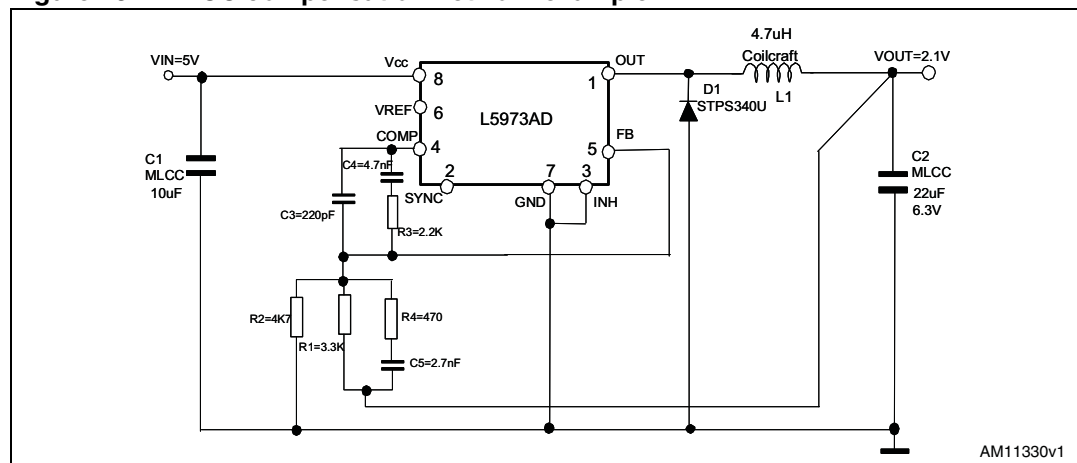 VIN=5V
Vcc
8
VREF
6
COMP
4
L5973AD
OUT
1
FB
5
2
SYNC
7
GND
3
INH
4.7uH
Coilcraft
L1
D1
STPS340U
VOUT=2.1V
C1
MLCC
10uF
C4=4.7nF
C3=220pF
R3=2.2K
C2
MLCC
22uF
6.3V
R2=4K7
R1=3.3K
R4=470
C5=2.7nF
AM11330v1